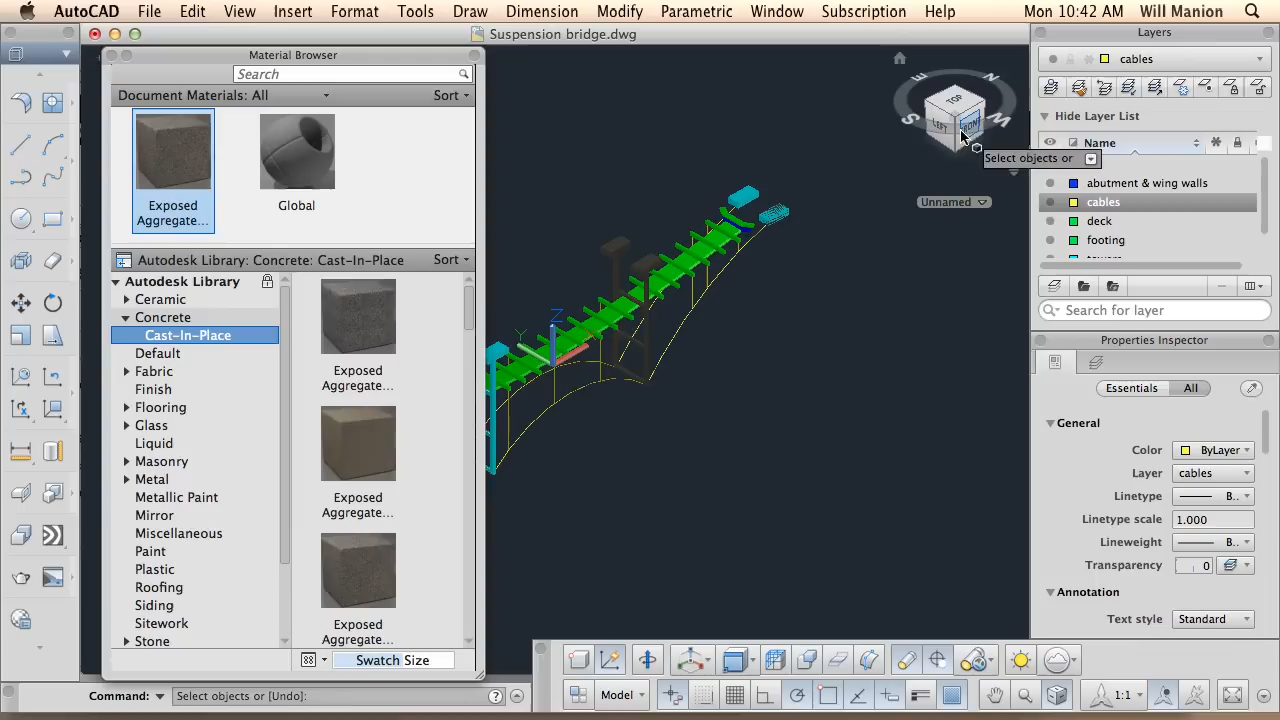 AutoCAD File Edit View Insert Format Tools Draw Dimension Modify Parametric Window Subscription Help Mon 10:42 AM Will Manion
Suspension bridge.dwg
Material Browser
Search
Document Materials: All Sort
Exposed
Aggregate...
Global
Autodesk Library: Concrete: Cast-In-Place Sort
Autodesk Library
Ceramic
Concrete
Cast-In-Place
Default
Fabric
Finish
Flooring
Glass
Liquid
Masonry
Metal
Metallic Paint
Mirror
Miscellaneous
Paint
Plastic
Roofing
Siding
Sitework
Stone
Exposed
Aggregate...
Exposed
Aggregate...
Exposed
Aggregate...
Swatch Size
Command: Select objects or [Undo]:
X
Y
Z
E
N
S
W
TOP
LEFT
FRONT
Select objects or
Unnamed
Layers
cables
Hide Layer List
Name
abutment & wing walls
cables
deck
footing
towers
Search for layer
Properties Inspector
Essentials All
General
Color ByLayer
Layer cables
Linetype B...
Linetype scale 1.000
Lineweight B...
Transparency 0
Annotation
Text style Standard
Model 1:1